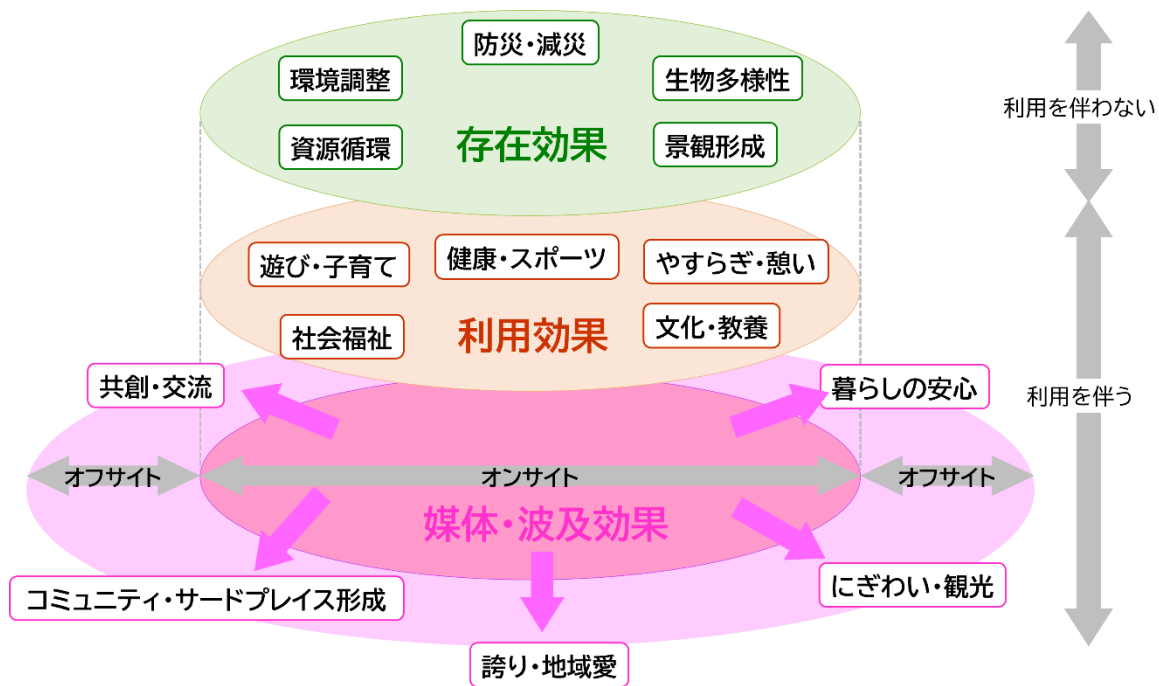 防災・減災
環境調整
生物多様性
利用を伴わない
資源循環
存在効果
景観形成
遊び・子育て
健康・スポーツ
やすらぎ・憩い
社会福祉
利用効果
文化・教養
共創・交流
暮らしの安心
利用を伴う
オフサイト
オンサイト
オフサイト
媒体・波及効果
コミュニティ・サードプレイス形成
にぎわい・観光
誇り・地域愛